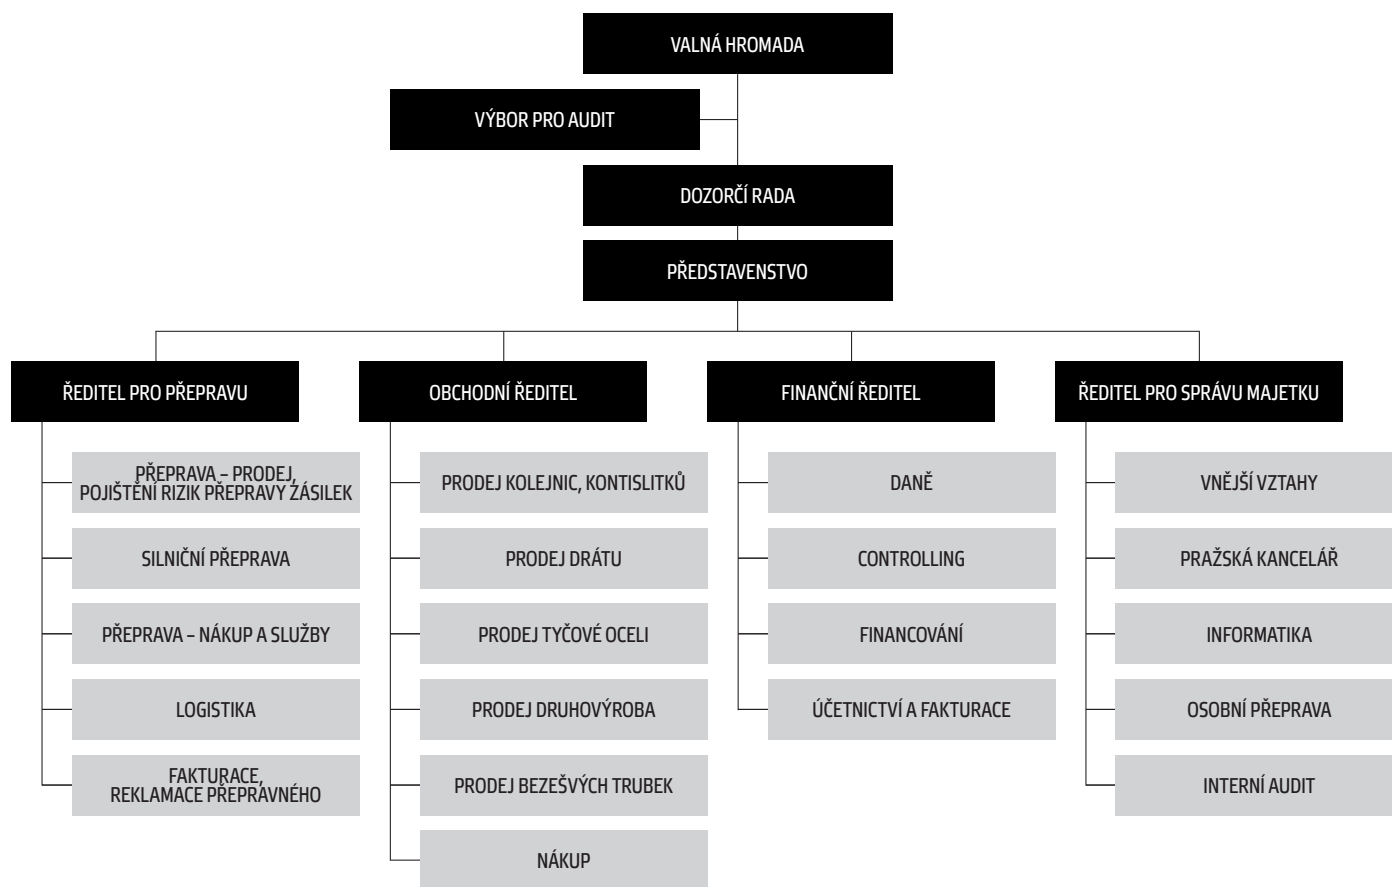 VALNÁ HROMADA
VÝBOR PRO AUDIT
DOZORČÍ RADA
PŘEDSTAVENSTVO
ŘEDITEL PRO PŘEPRAVU
PŘEPRAVA – PRODEJ,
POJIŠTĚNÍ RIZIK PŘEPRAVY ZÁSILEK
SILNIČNÍ PŘEPRAVA
PŘEPRAVA – NÁKUP A SLUŽBY
LOGISTIKA
FAKTURACE,
REKLAMACE PŘEPRAVNÉHO
OBCHODNÍ ŘEDITEL
PRODEJ KOLEJNIC, KONTISLITKŮ
PRODEJ DRÁTU
PRODEJ TYČOVÉ OCELI
PRODEJ DRUHOVÝROBA
PRODEJ BEZEŠVÝCH TRUBEK
NÁKUP
FINANČNÍ ŘEDITEL
DANĚ
CONTROLLING
FINANCOVÁNÍ
ÚČETNICTVÍ A FAKTURACE
ŘEDITEL PRO SPRÁVU MAJETKU
VNĚJŠÍ VZTAHY
PRAŽSKÁ KANCELÁŘ
INFORMATIKA
OSOBNÍ PŘEPRAVA
INTERNÍ AUDIT